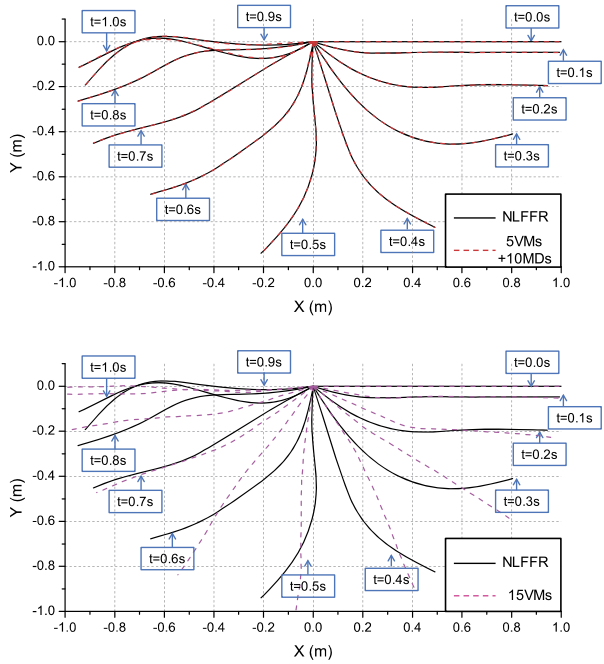 t=1.0s
t=0.9s
t=0.0s
0.0
t=0.1s
-0.2
t=0.8s
t=0.2s
-0.4
t=0.7s
t=0.3s
Y (m)
-0.6
t=0.6s
-0.8
t=0.5s
t=0.4s
NLFFR
5VMs
+10MDs
-1.0
-1.0 -0.8 -0.6 -0.4 -0.2 0.0 0.2 0.4 0.6 0.8 1.0
X (m)
t=1.0s
t=0.9s
t=0.0s
0.0
t=0.1s
-0.2
t=0.8s
t=0.2s
-0.4
t=0.7s
t=0.3s
Y (m)
-0.6
t=0.6s
-0.8
t=0.5s
t=0.4s
NLFFR
15VMs
-1.0
-1.0 -0.8 -0.6 -0.4 -0.2 0.0 0.2 0.4 0.6 0.8 1.0
X (m)